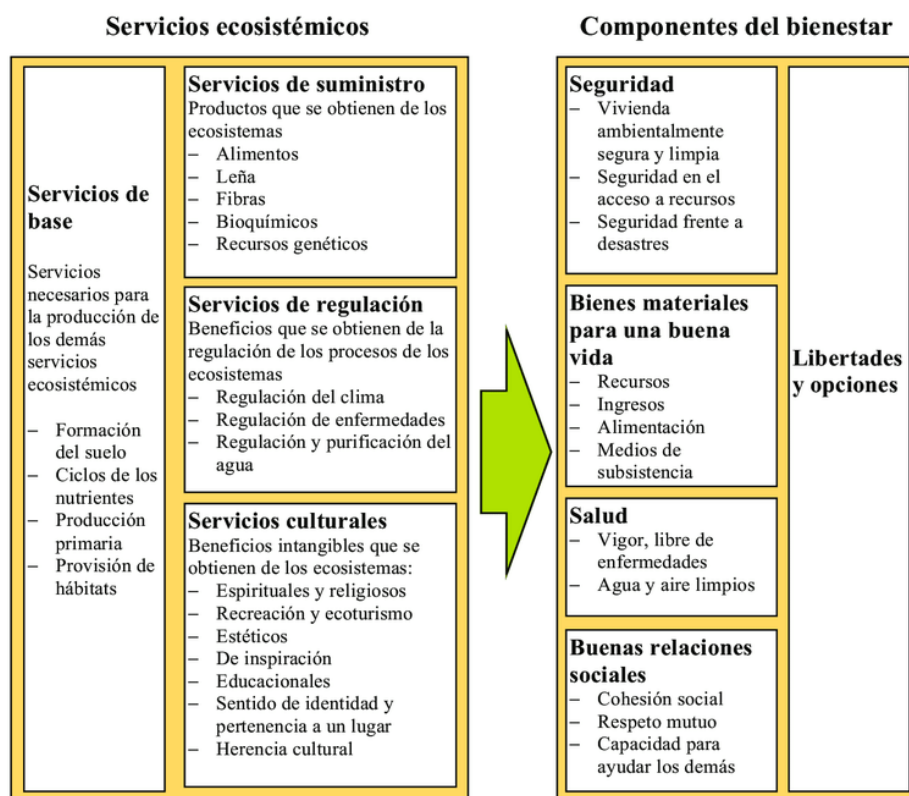 Servicios ecosistémicos
Servicios de
base
Servicios
necesarios para
la producción de
los demás
servicios
ecosistémicos
– Formación
del suelo
– Ciclos de los
nutrientes
– Producción
primaria
– Provisión de
hábitats
Servicios de suministro
Productos que se obtienen de los
ecosistemas
– Alimentos
– Leña
– Fibras
– Bioquímicos
– Recursos genéticos
Servicios de regulación
Beneficios que se obtienen de la
regulación de los procesos de los
ecosistemas
– Regulación del clima
– Regulación de enfermedades
– Regulación y purificación del
agua
Servicios culturales
Beneficios intangibles que se
obtienen de los ecosistemas:
– Espirituales y religiosos
– Recreación y ecoturismo
– Estéticos
– De inspiración
– Educacionales
– Sentido de identidad y
pertenencia a un lugar
– Herencia cultural
Componentes del bienestar
Seguridad
– Vivienda
ambientalmente
segura y limpia
– Seguridad en el
acceso a recursos
– Seguridad frente a
desastres
Bienes materiales
para una buena
vida
– Recursos
– Ingresos
– Alimentación
– Medios de
subsistencia
Salud
– Vigor, libre de
enfermedades
– Agua y aire limpios
Buenas relaciones
sociales
– Cohesión social
– Respeto mutuo
– Capacidad para
ayudar los demás
Libertades
y opciones